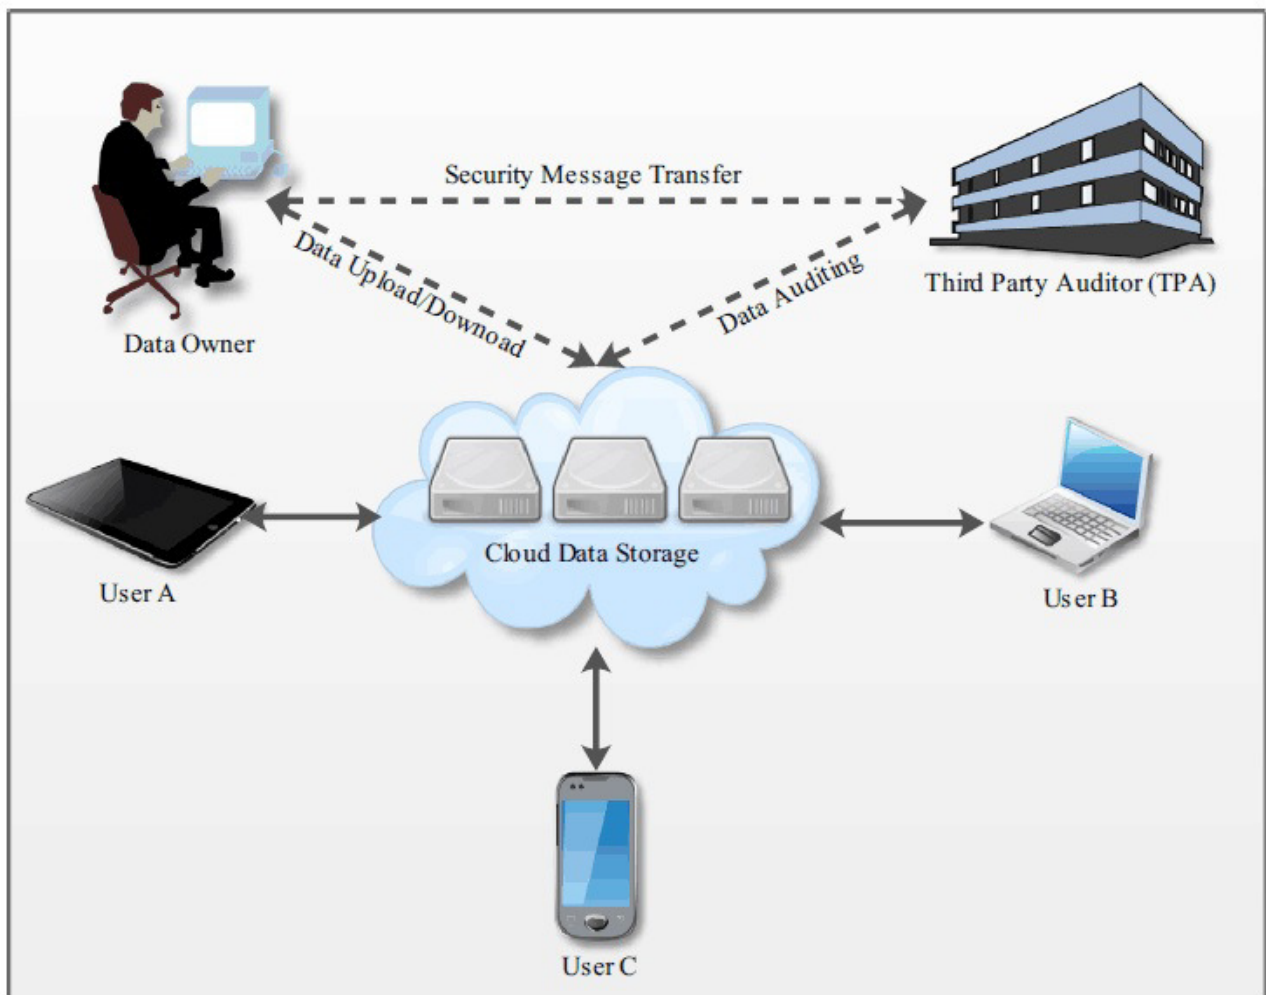 Security Message Transfer
Data Upload/Downoad
Data Auditing
Third Party Auditor (TPA)
Data Owner
Cloud Data Storage
User A
User B
User C